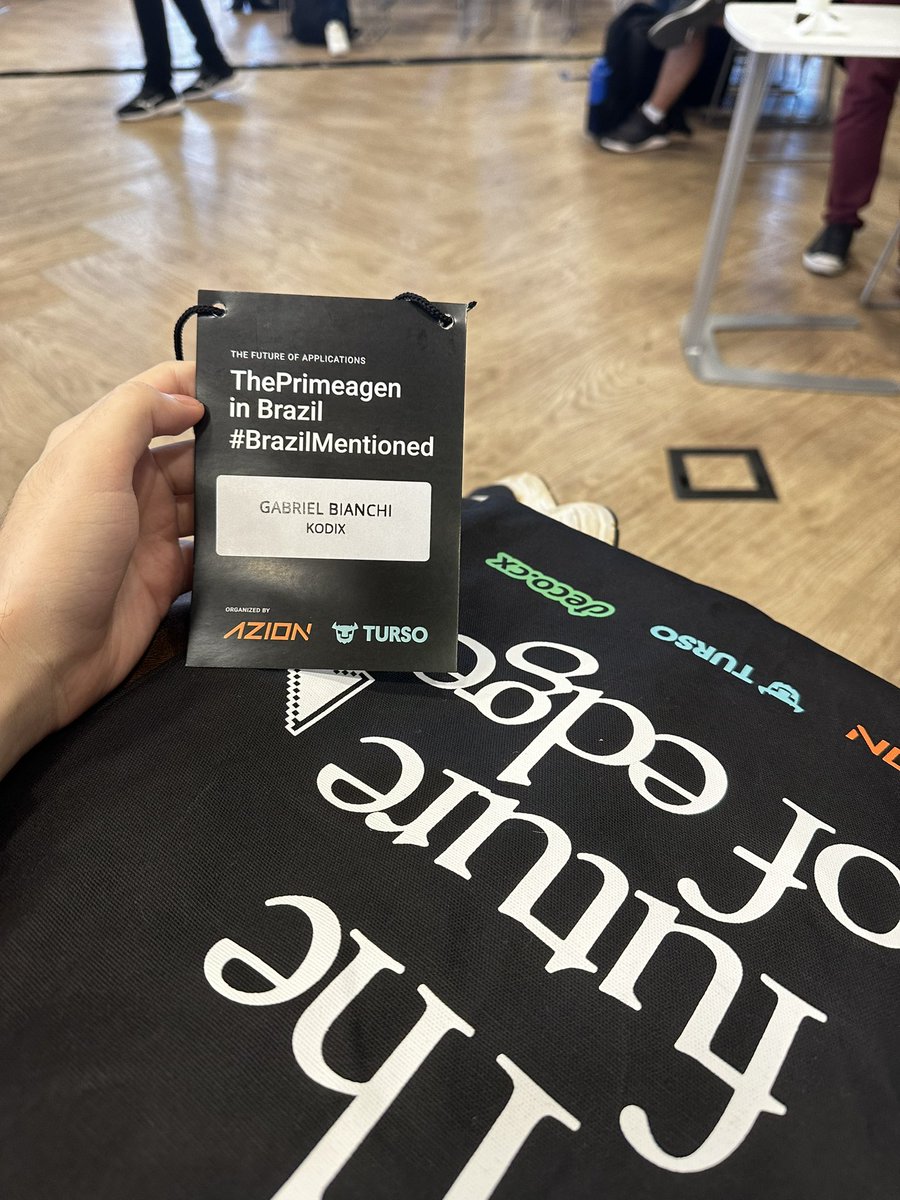 THE FUTURE OF APPLICATIONS
ThePrimeagen
in Brazil
#BrazilMentioned
GABRIEL BIANCHI
KODIX
ORGANIZED BY
AZION
TURSO
The
future
of
edge
deco.cx
TURSO